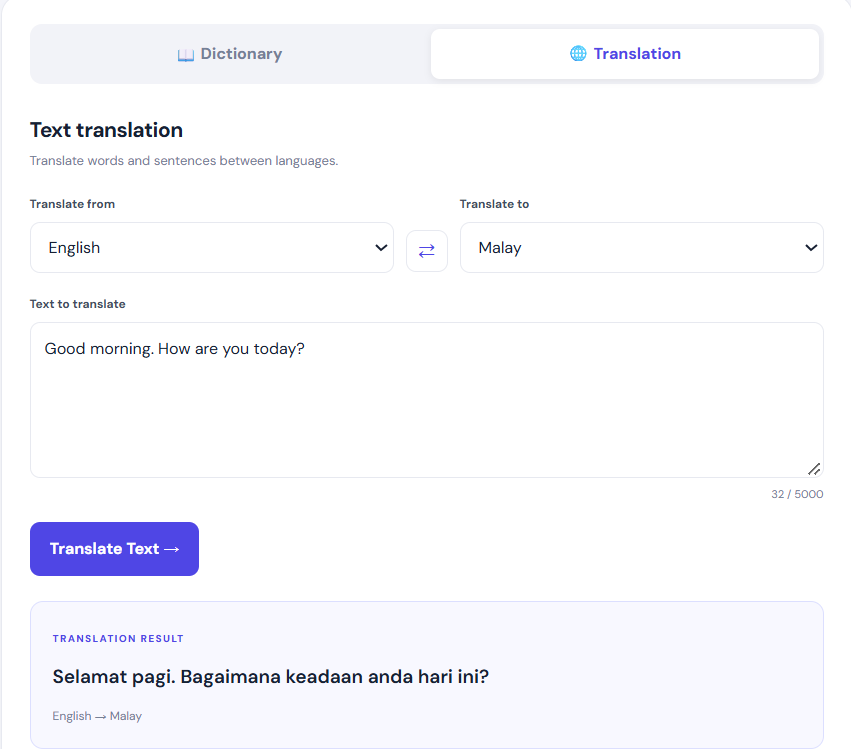 📖 Dictionary
🌐 Translation
Text translation
Translate words and sentences between languages.
Translate from
Translate to
English
⇄
Malay
Text to translate
Good morning. How are you today?
32 / 5000
Translate Text →
TRANSLATION RESULT
Selamat pagi. Bagaimana keadaan anda hari ini?
English → Malay